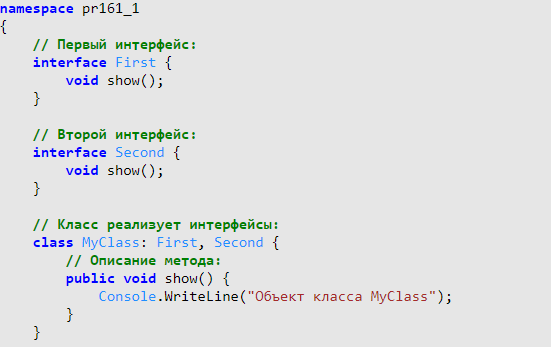 namespace pr161_1
{
    // Первый интерфейс:
    interface First {
        void show();
    }

    // Второй интерфейс:
    interface Second {
        void show();
    }

    // Класс реализует интерфейсы:
    class MyClass: First, Second {
        // Описание метода:
        public void show() {
            Console.WriteLine("Объект класса MyClass");
        }
    }